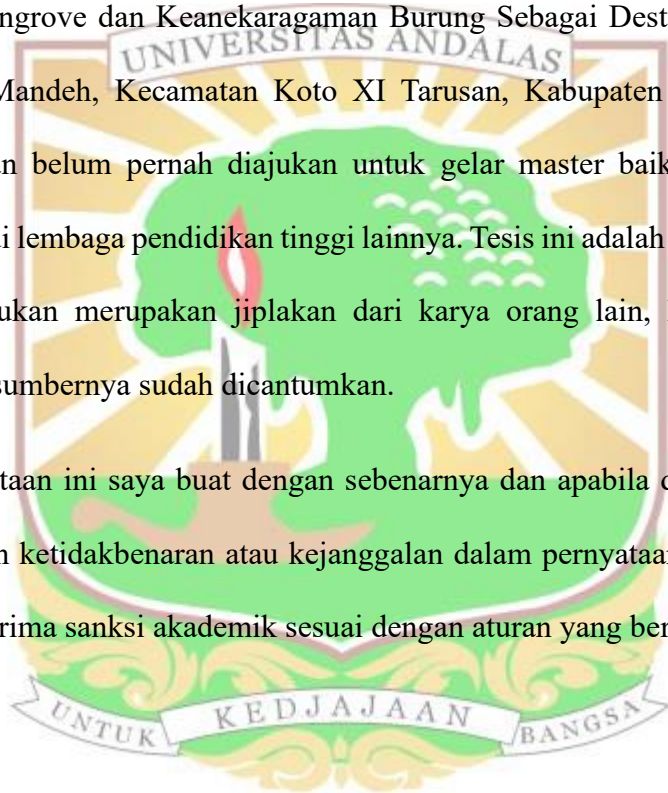 ngrove dan Keanekaragaman Burung Sebagai Dest
UNIVERSITAS ANDALAS
Mandeh, Kecamatan Koto XI Tarusan, Kabupaten
n belum pernah diajukan untuk gelar master baik
di lembaga pendidikan tinggi lainnya. Tesis ini adalah
ukan merupakan jiplakan dari karya orang lain,
sumbernya sudah dicantumkan.
taan ini saya buat dengan sebenarnya dan apabila d
n ketidakbenaran atau kejanggalan dalam pernyataan
rima sanksi akademik sesuai dengan aturan yang ber
UNTUK KEDJAJAAN BANGSA